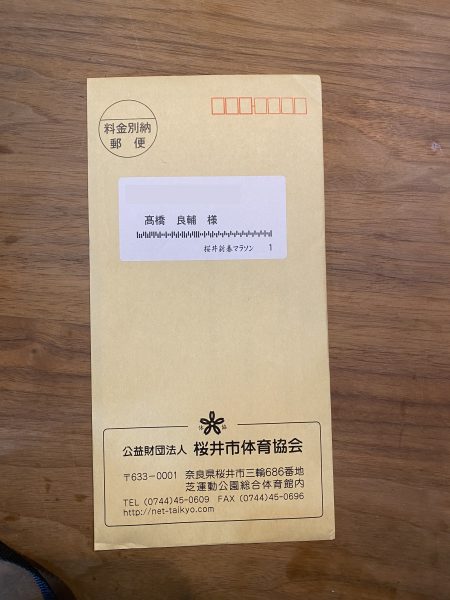 料金別納
郵便
髙橋 良輔 様
桜井新春マラソン 1
体 協
公益財団法人 桜井市体育協会
〒633-0001 奈良県桜井市三輪686番地
芝運動公園総合体育館内
TEL (0744)45-0609 FAX (0744)45-0696
http://net-taikyo.com